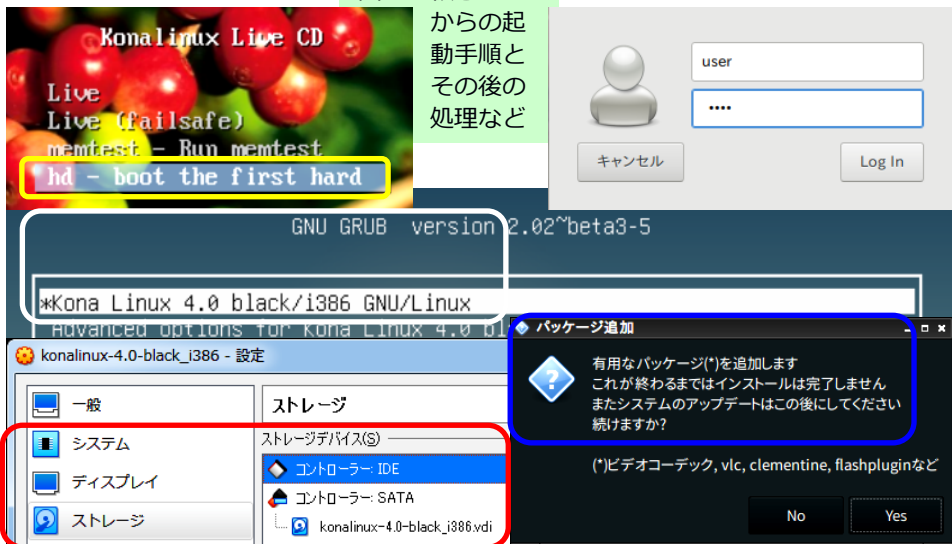 からの起
動手順と
その後の
処理など
Konalinux Live CD
Live
Live (failsafe)
memtest - Run memtest
hd - boot the first hard
user
••••
キャンセル
Log In
GNU GRUB version 2.02~beta3-5
*Kona Linux 4.0 black/i386 GNU/Linux
Advanced options for Kona Linux 4.0 bl
konalinux-4.0-black_i386 - 設定
一般
システム
ディスプレイ
ストレージ
ストレージ
ストレージデバイス(S)
コントローラー: IDE
コントローラー: SATA
konalinux-4.0-black_i386.vdi
パッケージ追加
有用なパッケージ(*)を追加します
これが終わるまではインストールは完了しません
またシステムのアップデートはこの後にしてください
続けますか?
(*)ビデオコーデック, vlc, clementine, flashpluginなど
No
Yes